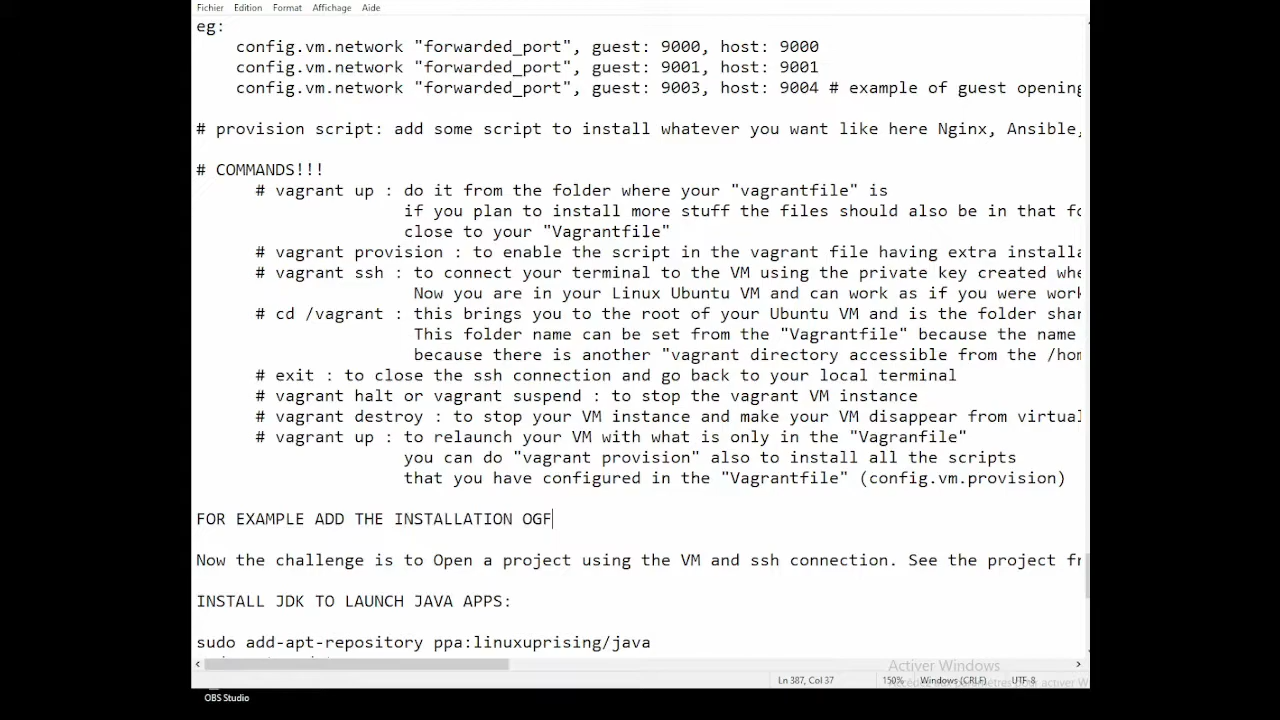 Fichier Edition Format Affichage Aide
eg:
config.vm.network "forwarded_port", guest: 9000, host: 9000
config.vm.network "forwarded_port", guest: 9001, host: 9001
config.vm.network "forwarded_port", guest: 9003, host: 9004 # example of guest opening
# provision script: add some script to install whatever you want like here Nginx, Ansible,
# COMMANDS!!!
# vagrant up : do it from the folder where your "vagrantfile" is
if you plan to install more stuff the files should also be in that fo
close to your "Vagrantfile"
# vagrant provision : to enable the script in the vagrant file having extra installa
# vagrant ssh : to connect your terminal to the VM using the private key created whe
Now you are in your Linux Ubuntu VM and can work as if you were work
# cd /vagrant : this brings you to the root of your Ubuntu VM and is the folder shar
This folder name can be set from the "Vagrantfile" because the name
because there is another "vagrant directory accessible from the /hom
# exit : to close the ssh connection and go back to your local terminal
# vagrant halt or vagrant suspend : to stop the vagrant VM instance
# vagrant destroy : to stop your VM instance and make your VM disappear from virtual
# vagrant up : to relaunch your VM with what is only in the "Vagranfile"
you can do "vagrant provision" also to install all the scripts
that you have configured in the "Vagrantfile" (config.vm.provision)
FOR EXAMPLE ADD THE INSTALLATION OGF
Now the challenge is to Open a project using the VM and ssh connection. See the project fr
INSTALL JDK TO LAUNCH JAVA APPS:
sudo add-apt-repository ppa:linuxuprising/java
Activer Windows
Ln 387, Col 37 150% Windows (CRLF) UTF-8
OBS Studio